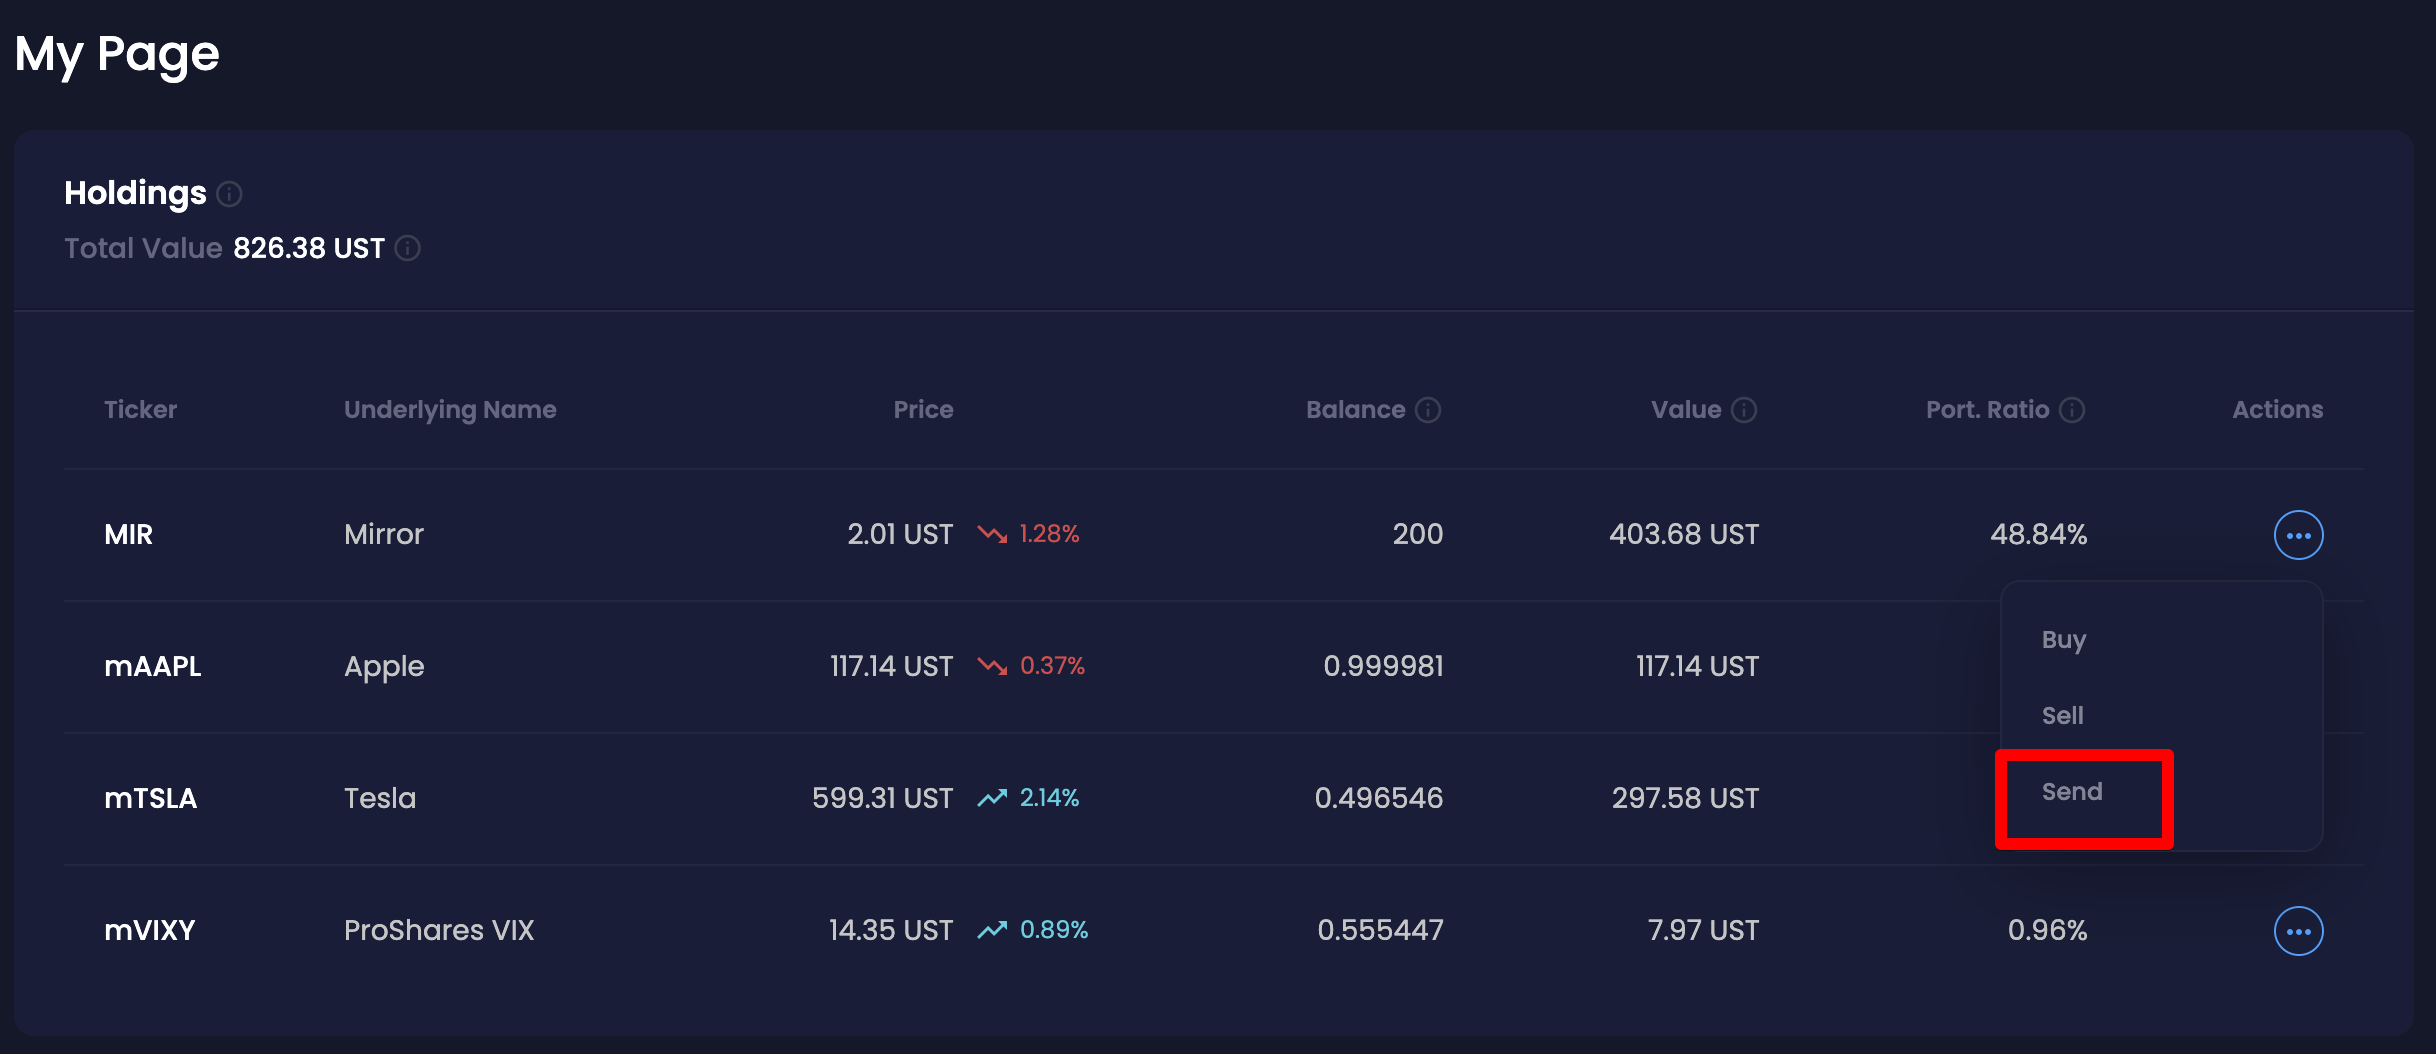 My Page
Holdings
Total Value 826.38 UST
Ticker Underlying Name Price Balance Value Port. Ratio Actions
MIR Mirror 2.01 UST 1.28% 200 403.68 UST 48.84%
mAAPL Apple 117.14 UST 0.37% 0.999981 117.14 UST
mTSLA Tesla 599.31 UST 2.14% 0.496546 297.58 UST
mVIXY ProShares VIX 14.35 UST 0.89% 0.555447 7.97 UST 0.96%
Buy
Sell
Send